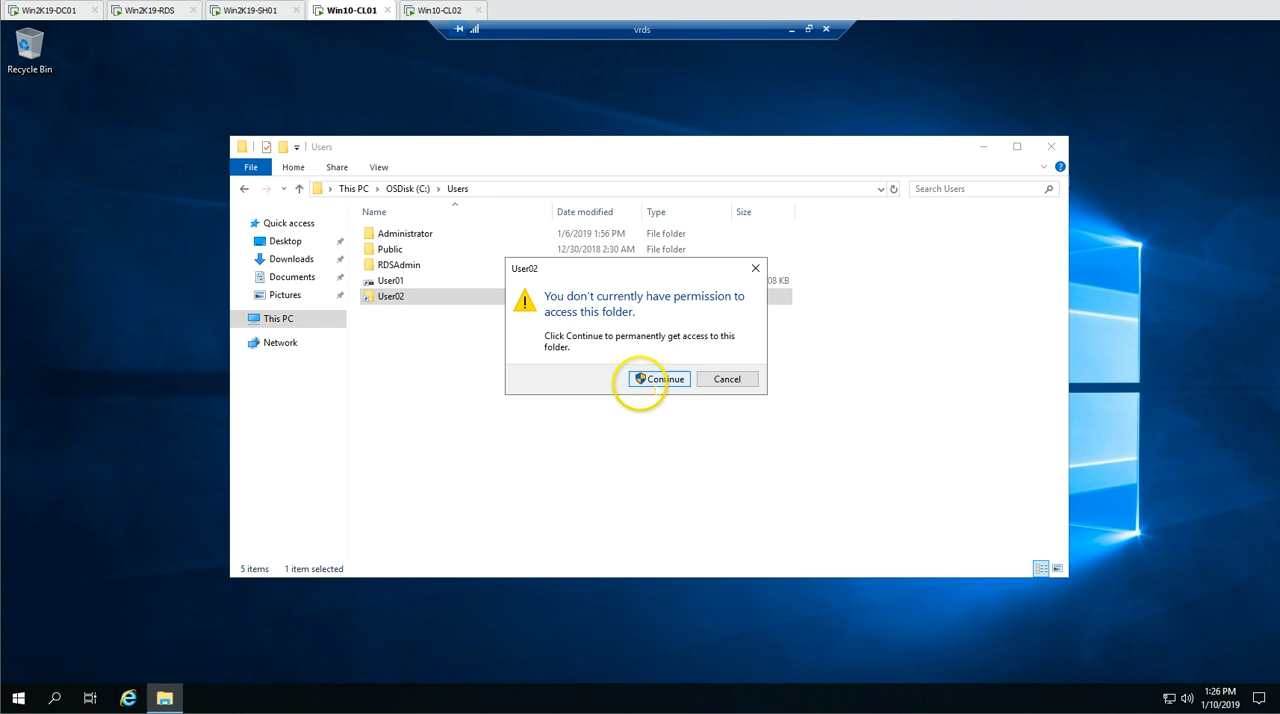 Win2K19-DC01
Win2K19-RDS
Win2K19-SH01
Win10-CL01
Win10-CL02
vrds
Recycle Bin
Users
File
Home
Share
View
This PC
OSDisk (C:)
Users
Search Users
Name
Date modified
Type
Size
Quick access
Desktop
Downloads
Documents
Pictures
This PC
Network
Administrator
1/6/2019 1:56 PM
File folder
Public
12/30/2018 2:30 AM
File folder
RDSAdmin
User01
KB
User02
User02
You don't currently have permission to
access this folder.
Click Continue to permanently get access to this
folder.
Continue
Cancel
5 items
1 item selected
1:26 PM
1/10/2019